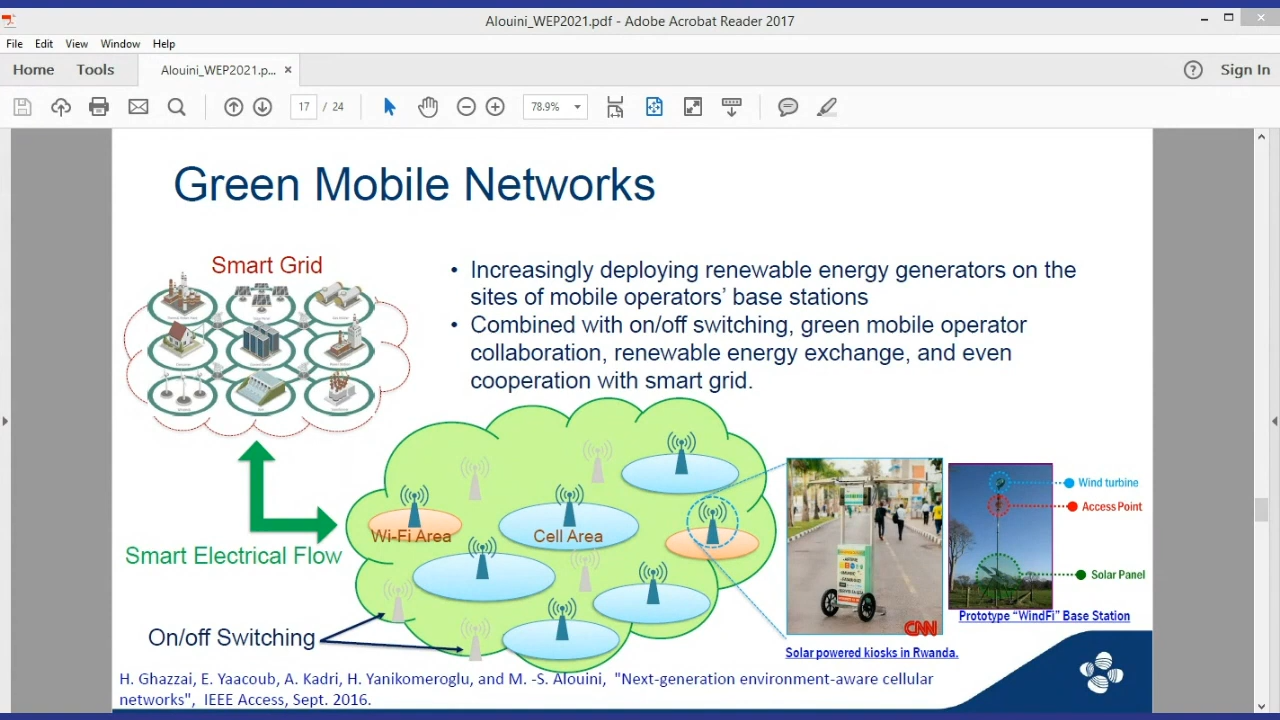 Alouini_WEP2021.pdf - Adobe Acrobat Reader 2017
File Edit View Window Help
Home Tools Alouini_WEP2021.p... × Sign In
17 / 24 78.9%
Green Mobile Networks
Smart Grid
• Increasingly deploying renewable energy generators on the
sites of mobile operators' base stations
• Combined with on/off switching, green mobile operator
collaboration, renewable energy exchange, and even
cooperation with smart grid.
Smart Electrical Flow
Wi-Fi Area
Cell Area
On/off Switching
CNN
Solar powered kiosks in Rwanda.
Wind turbine
Access Point
Solar Panel
Prototype "WindFi" Base Station
H. Ghazzai, E. Yaacoub, A. Kadri, H. Yanikomeroglu, and M. -S. Alouini, "Next-generation environment-aware cellular
networks", IEEE Access, Sept. 2016.